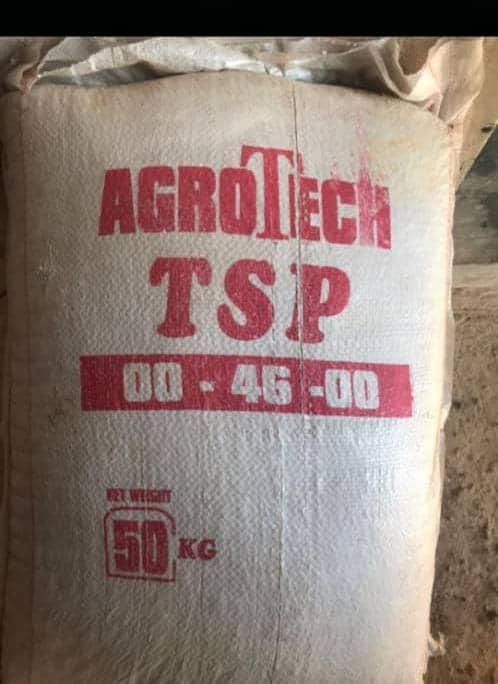 AGROTECH
TSP
00 - 46 -00
NET WEIGHT
50 KG